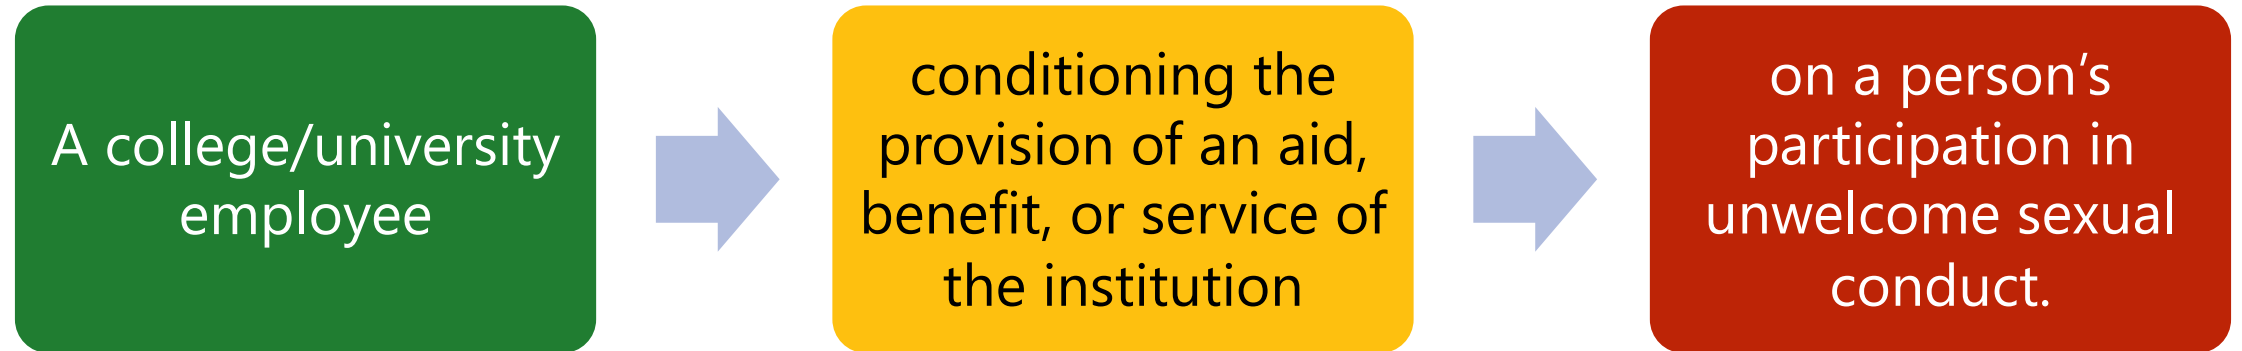 A college/university
employee
conditioning the
provision of an aid,
benefit, or service of
the institution
on a person’s
participation in
unwelcome sexual
conduct.